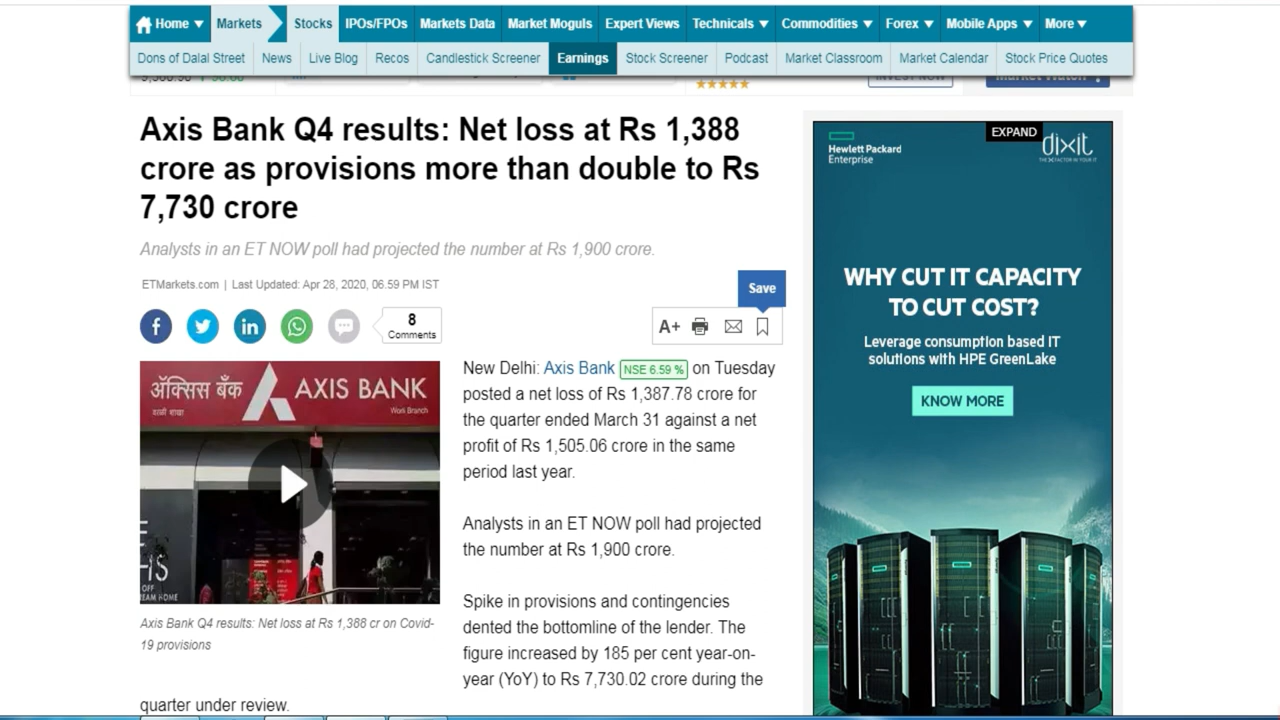 Home Markets Stocks IPOs/FPOs Markets Data Market Moguls Expert Views Technicals Commodities Forex Mobile Apps More
Dons of Dalal Street News Live Blog Recos Candlestick Screener Earnings Stock Screener Podcast Market Classroom Market Calendar Stock Price Quotes
Axis Bank Q4 results: Net loss at Rs 1,388
crore as provisions more than double to Rs
7,730 crore
Analysts in an ET NOW poll had projected the number at Rs 1,900 crore.
ETMarkets.com | Last Updated: Apr 28, 2020, 06.59 PM IST
Save
8
Comments
A+
ॲक्सिस बँक AXIS BANK
Axis Bank Q4 results: Net loss at Rs 1,388 cr on Covid-
19 provisions
New Delhi: Axis Bank NSE 6.59 % on Tuesday
posted a net loss of Rs 1,387.78 crore for
the quarter ended March 31 against a net
profit of Rs 1,505.06 crore in the same
period last year.
Analysts in an ET NOW poll had projected
the number at Rs 1,900 crore.
Spike in provisions and contingencies
dented the bottomline of the lender. The
figure increased by 185 per cent year-on-
year (YoY) to Rs 7,730.02 crore during the
quarter under review.
EXPAND
Hewlett Packard
Enterprise
dixit
WHY CUT IT CAPACITY
TO CUT COST?
Leverage consumption based IT
solutions with HPE GreenLake
KNOW MORE